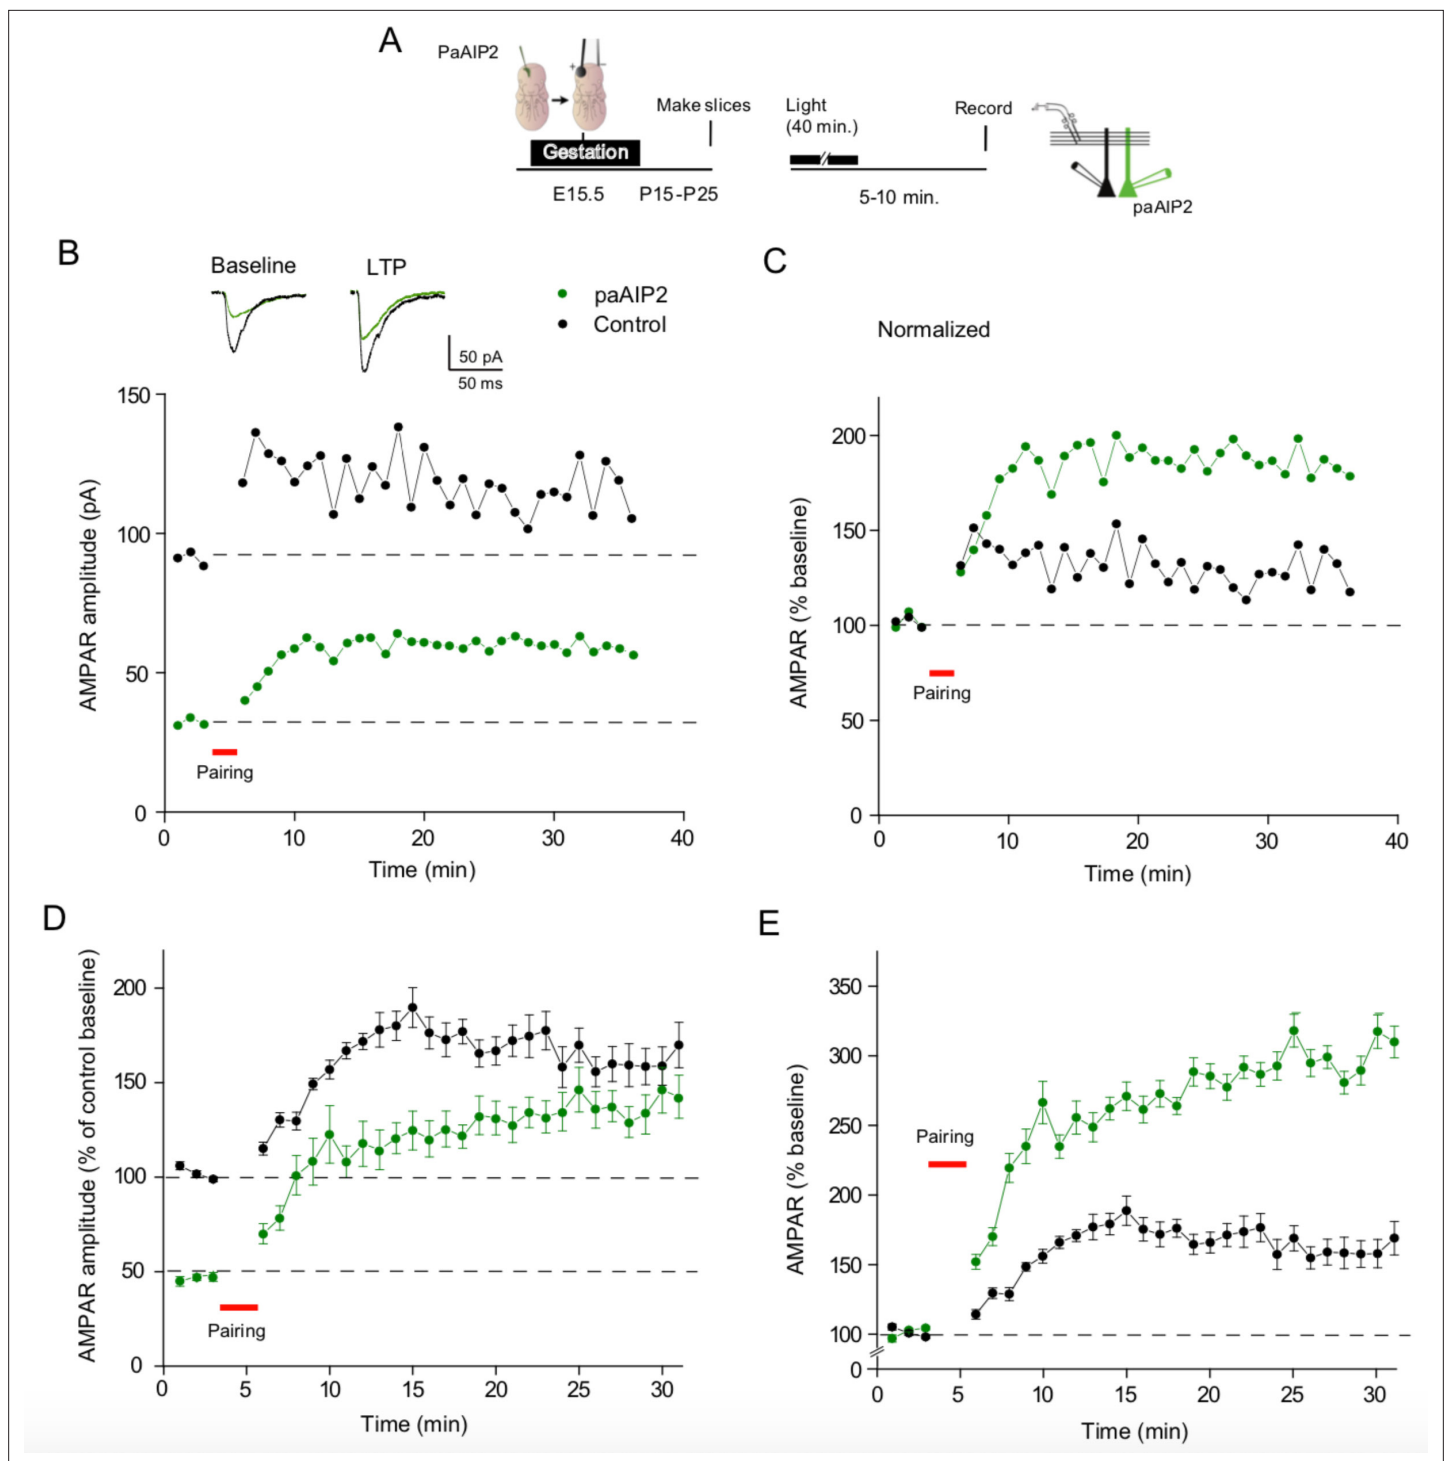 A
PaAIP2
+ –
Make slices
Light
(40 min.)
Record
Gestation
E15.5
P15-P25
5-10 min.
paAIP2
B
Baseline
LTP
50 pA
50 ms
paAIP2
Control
AMPAR amplitude (pA)
150
100
50
0
Pairing
0
10
20
30
40
Time (min)
C
Normalized
AMPAR (% baseline)
200
150
100
50
0
Pairing
0
10
20
30
40
Time (min)
D
AMPAR amplitude (% of control baseline)
200
150
100
50
0
Pairing
0
5
10
15
20
25
30
Time (min)
E
AMPAR (% baseline)
350
300
250
200
150
100
0
Pairing
0
5
10
15
20
25
30
Time (min)